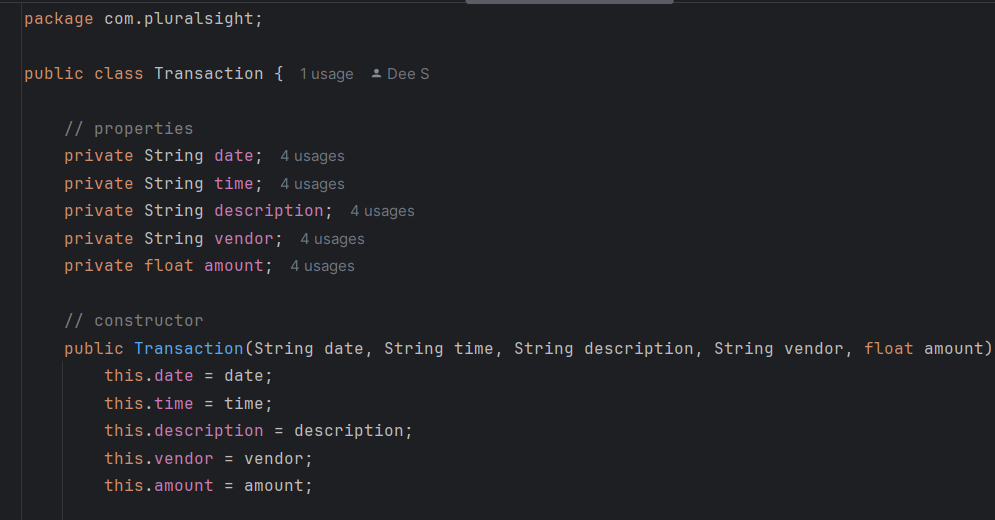 package com.pluralsight;
public class Transaction { 1 usage Dee S
// properties
private String date; 4 usages
private String time; 4 usages
private String description; 4 usages
private String vendor; 4 usages
private float amount; 4 usages
// constructor
public Transaction(String date, String time, String description, String vendor, float amount)
this.date = date;
this.time = time;
this.description = description;
this.vendor = vendor;
this.amount = amount;